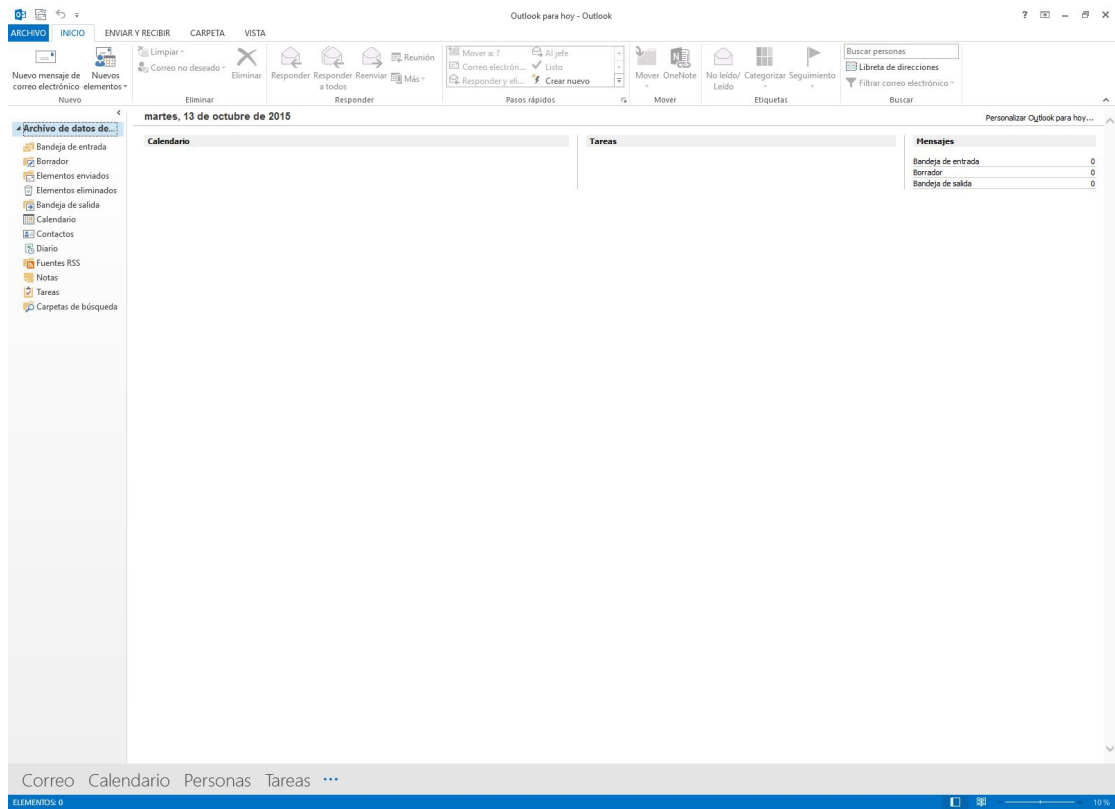 Outlook para hoy - Outlook
ARCHIVO INICIO ENVIAR Y RECIBIR CARPETA VISTA
Nuevo mensaje de correo electrónico
Nuevos elementos
Nuevo
Limpiar
Correo no deseado
Eliminar
Eliminar
Responder
Responder a todos
Reenviar
Reunión
Más
Responder
Mover a: ?
Correo electrón...
Responder y eli...
Al jefe
Listo
Crear nuevo
Pasos rápidos
Mover
OneNote
Mover
No leído/ Leído
Categorizar
Seguimiento
Etiquetas
Buscar personas
Libreta de direcciones
Filtrar correo electrónico
Buscar
Archivo de datos de...
Bandeja de entrada
Borrador
Elementos enviados
Elementos eliminados
Bandeja de salida
Calendario
Contactos
Diario
Fuentes RSS
Notas
Tareas
Carpetas de búsqueda
martes, 13 de octubre de 2015
Personalizar Outlook para hoy...
Calendario
Tareas
Mensajes
Bandeja de entrada 0
Borrador 0
Bandeja de salida 0
Correo Calendario Personas Tareas ...
ELEMENTOS: 0
10 %